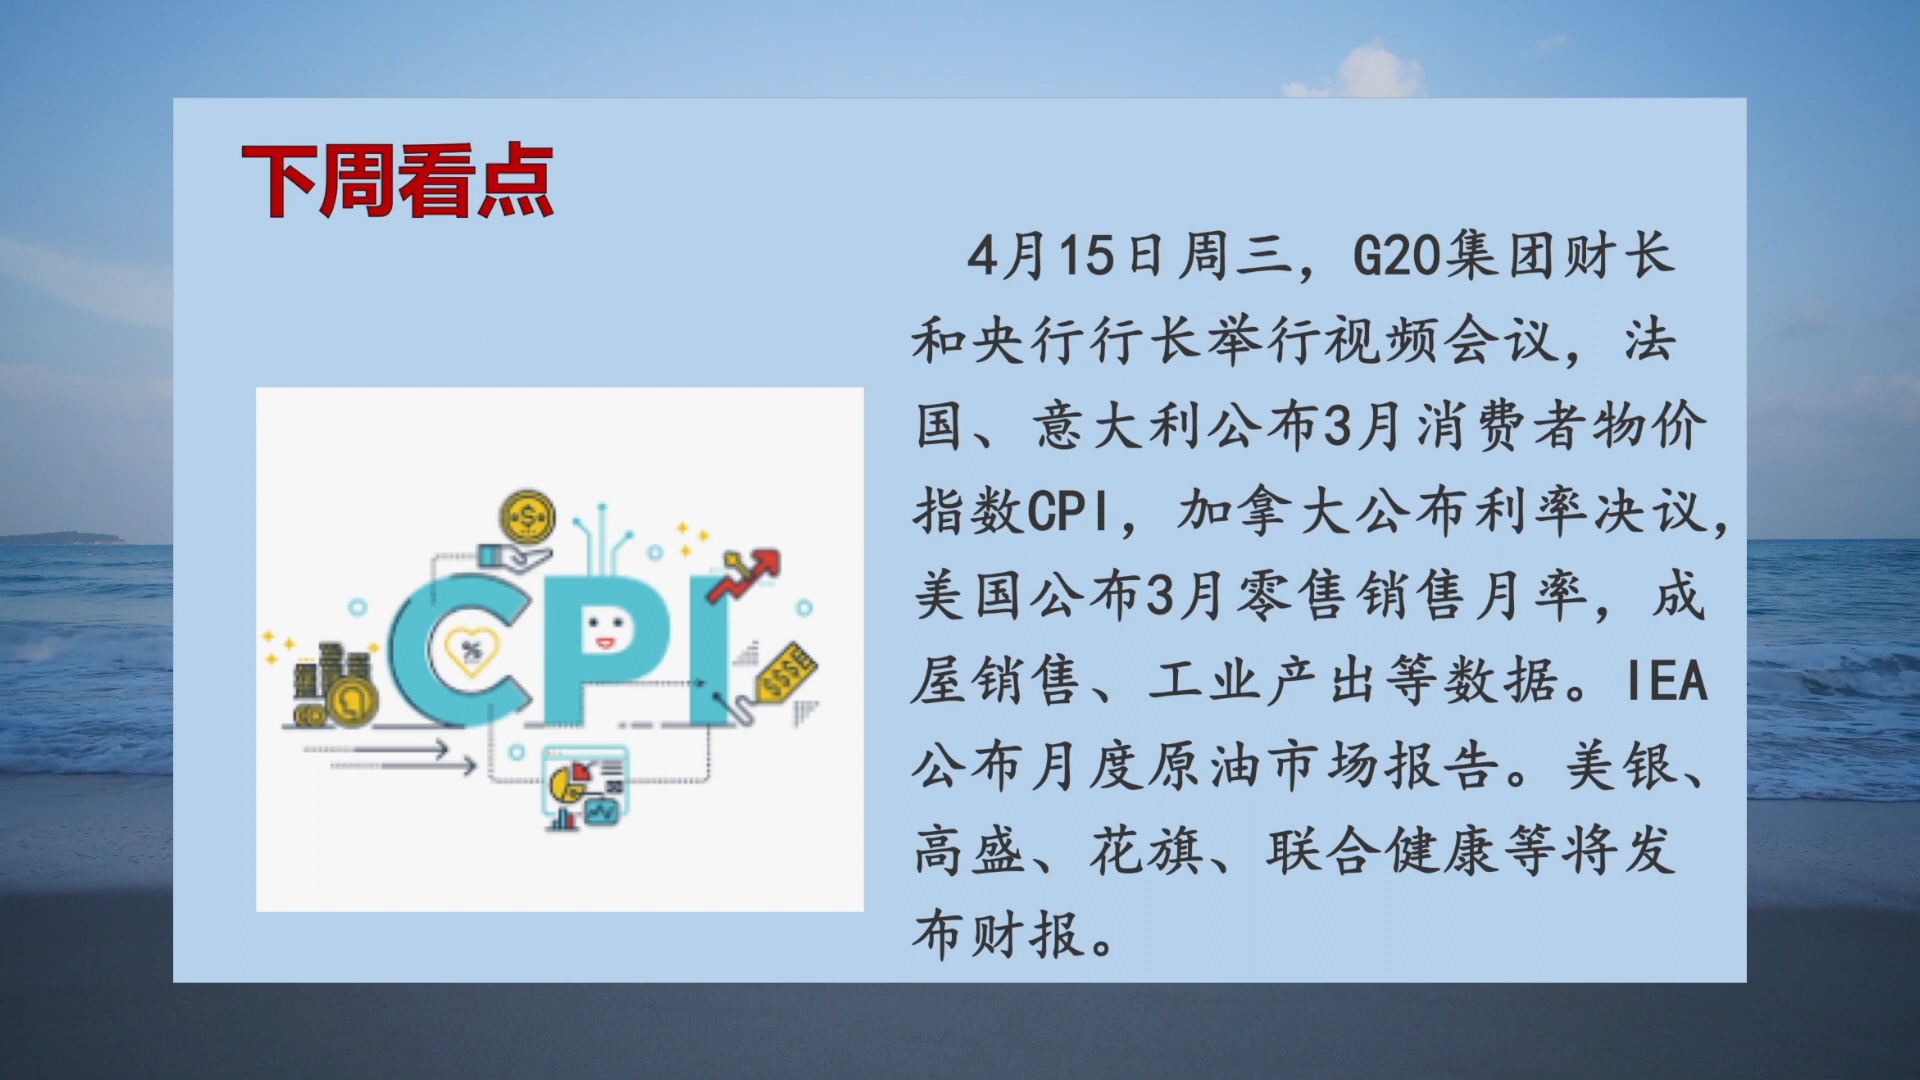 下周看点
4月15日周三，G20集团财长
和央行行长举行视频会议，法
国、意大利公布3月消费者物价
指数CPI，加拿大公布利率决议，
美国公布3月零售销售月率，成
屋销售、工业产出等数据。IEA
公布月度原油市场报告。美银、
高盛、花旗、联合健康等将发
布财报。
CPI
%
$
$$$